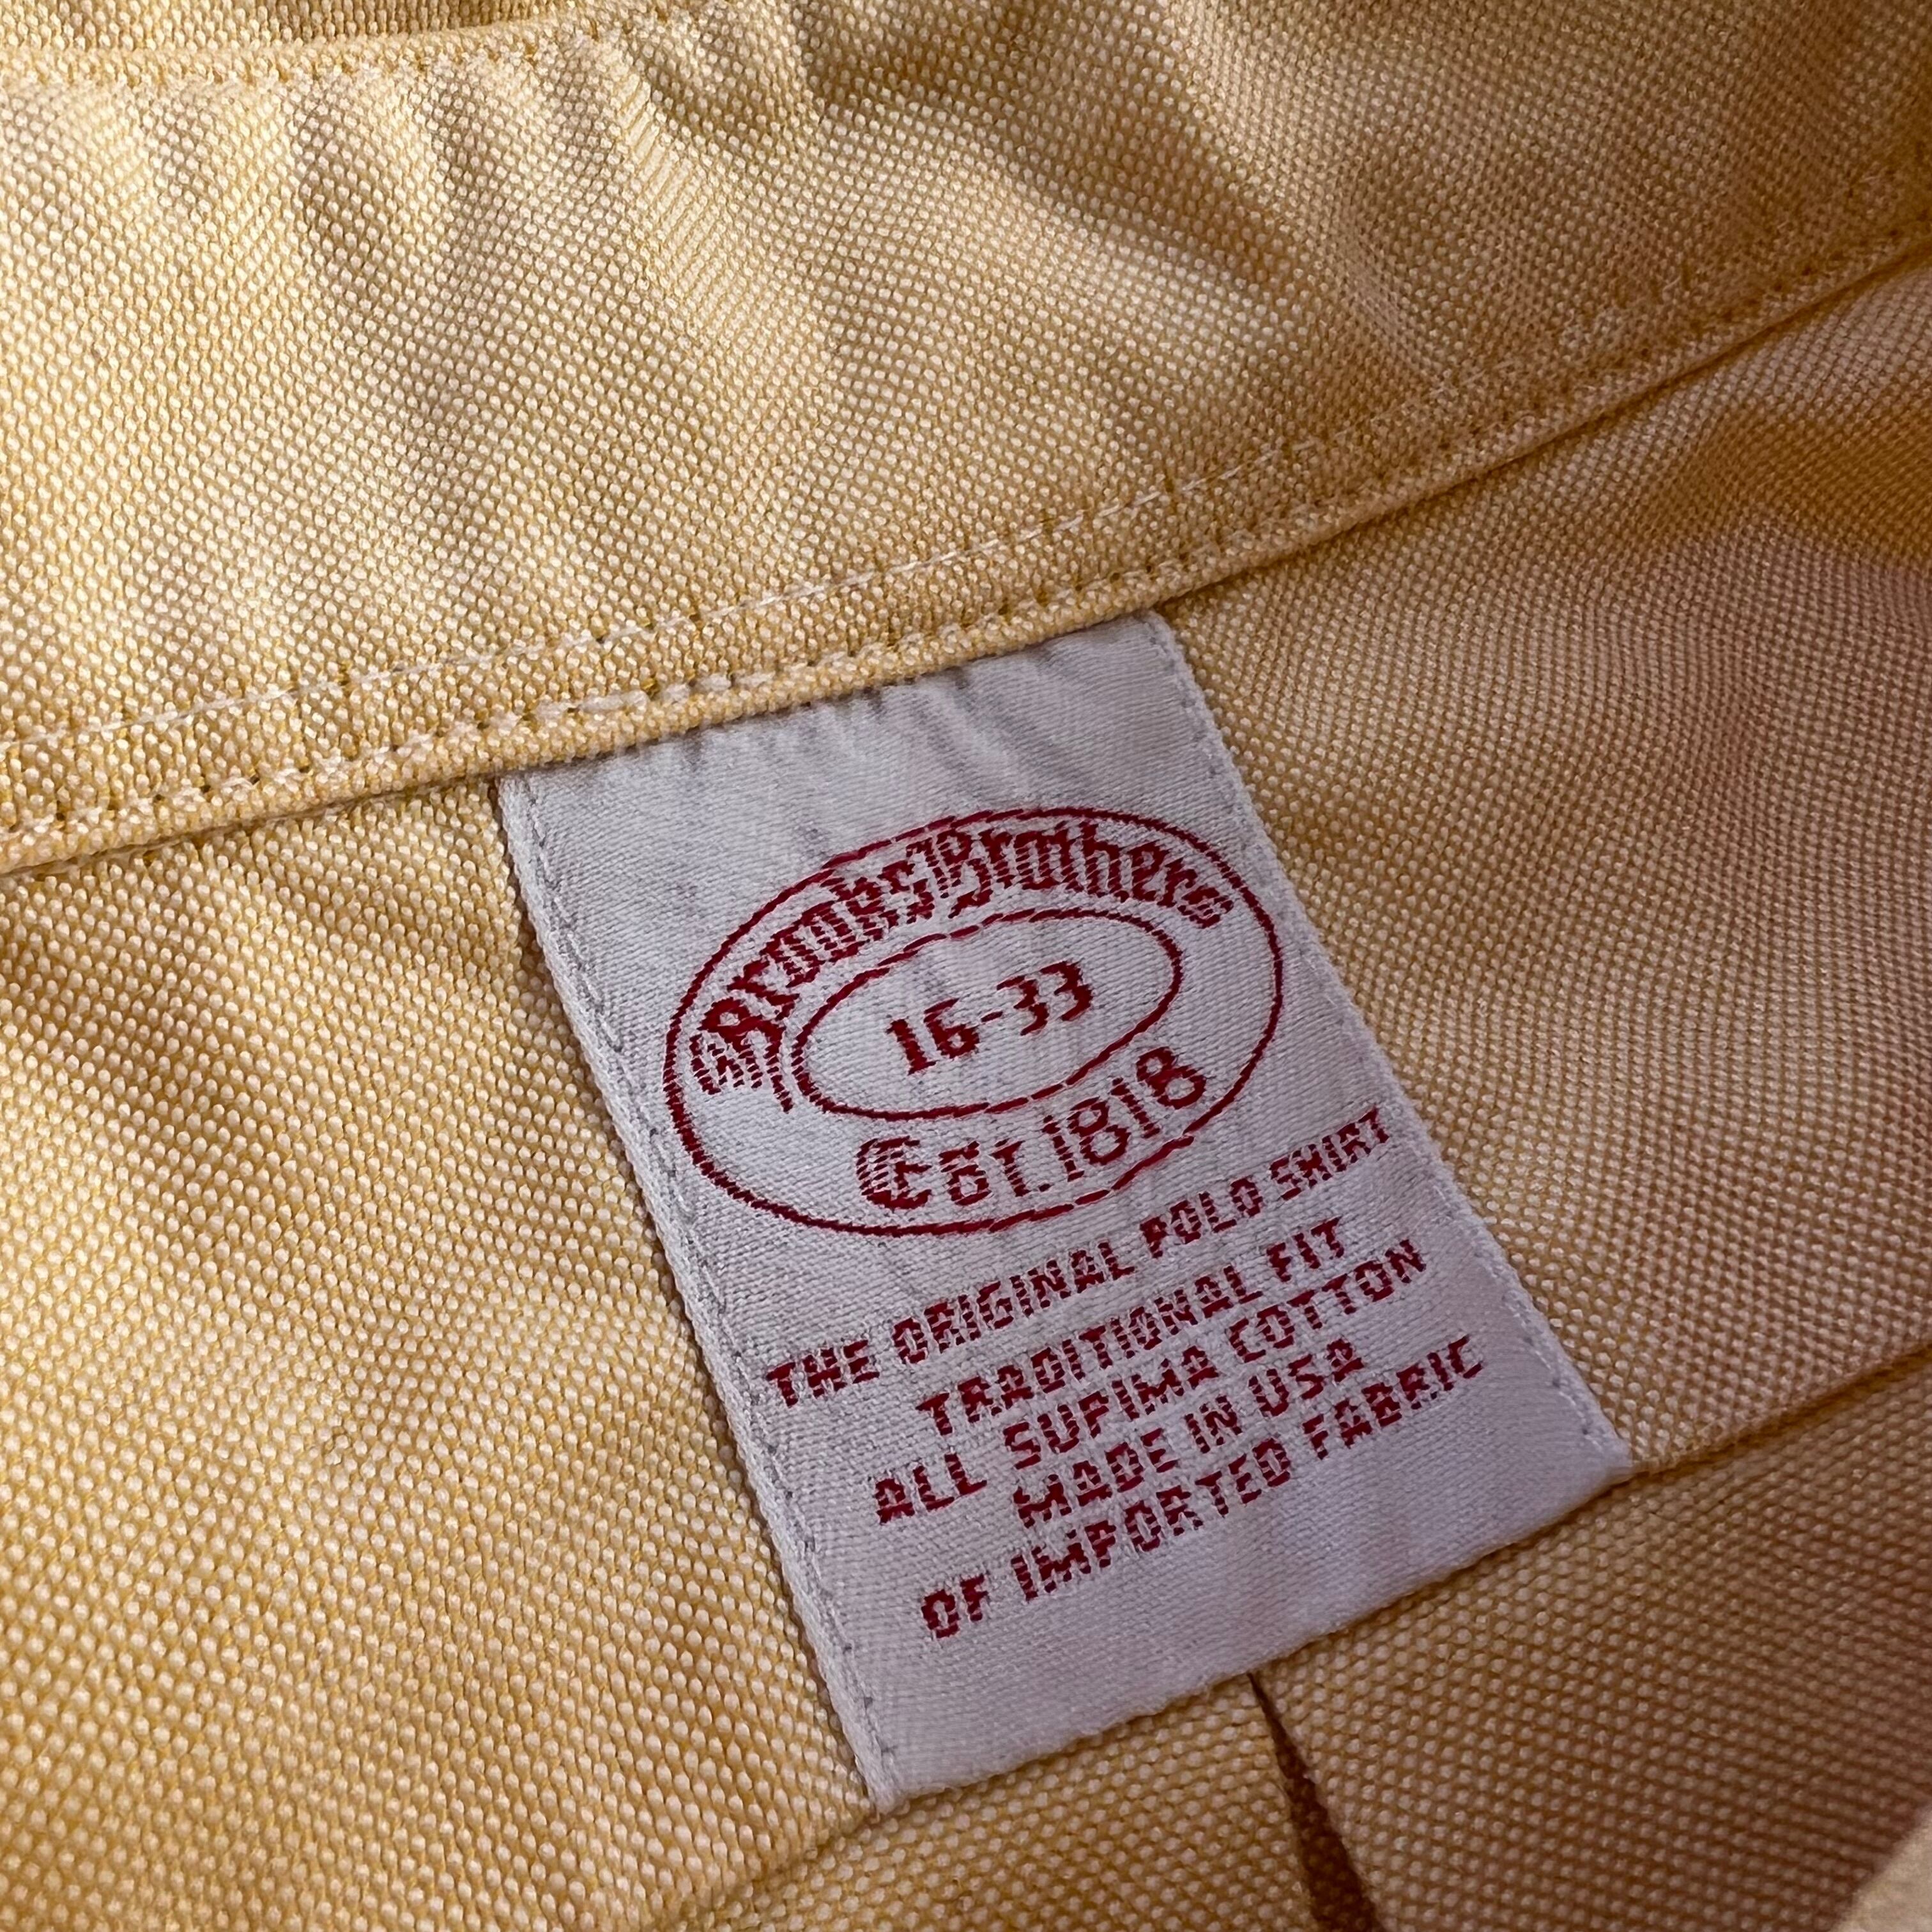 Brooks Brothers
16-33
Est. 1818
THE ORIGINAL POLO SHIRT
TRADITIONAL FIT
ALL SUPIMA COTTON
MADE IN USA
OF IMPORTED FABRIC